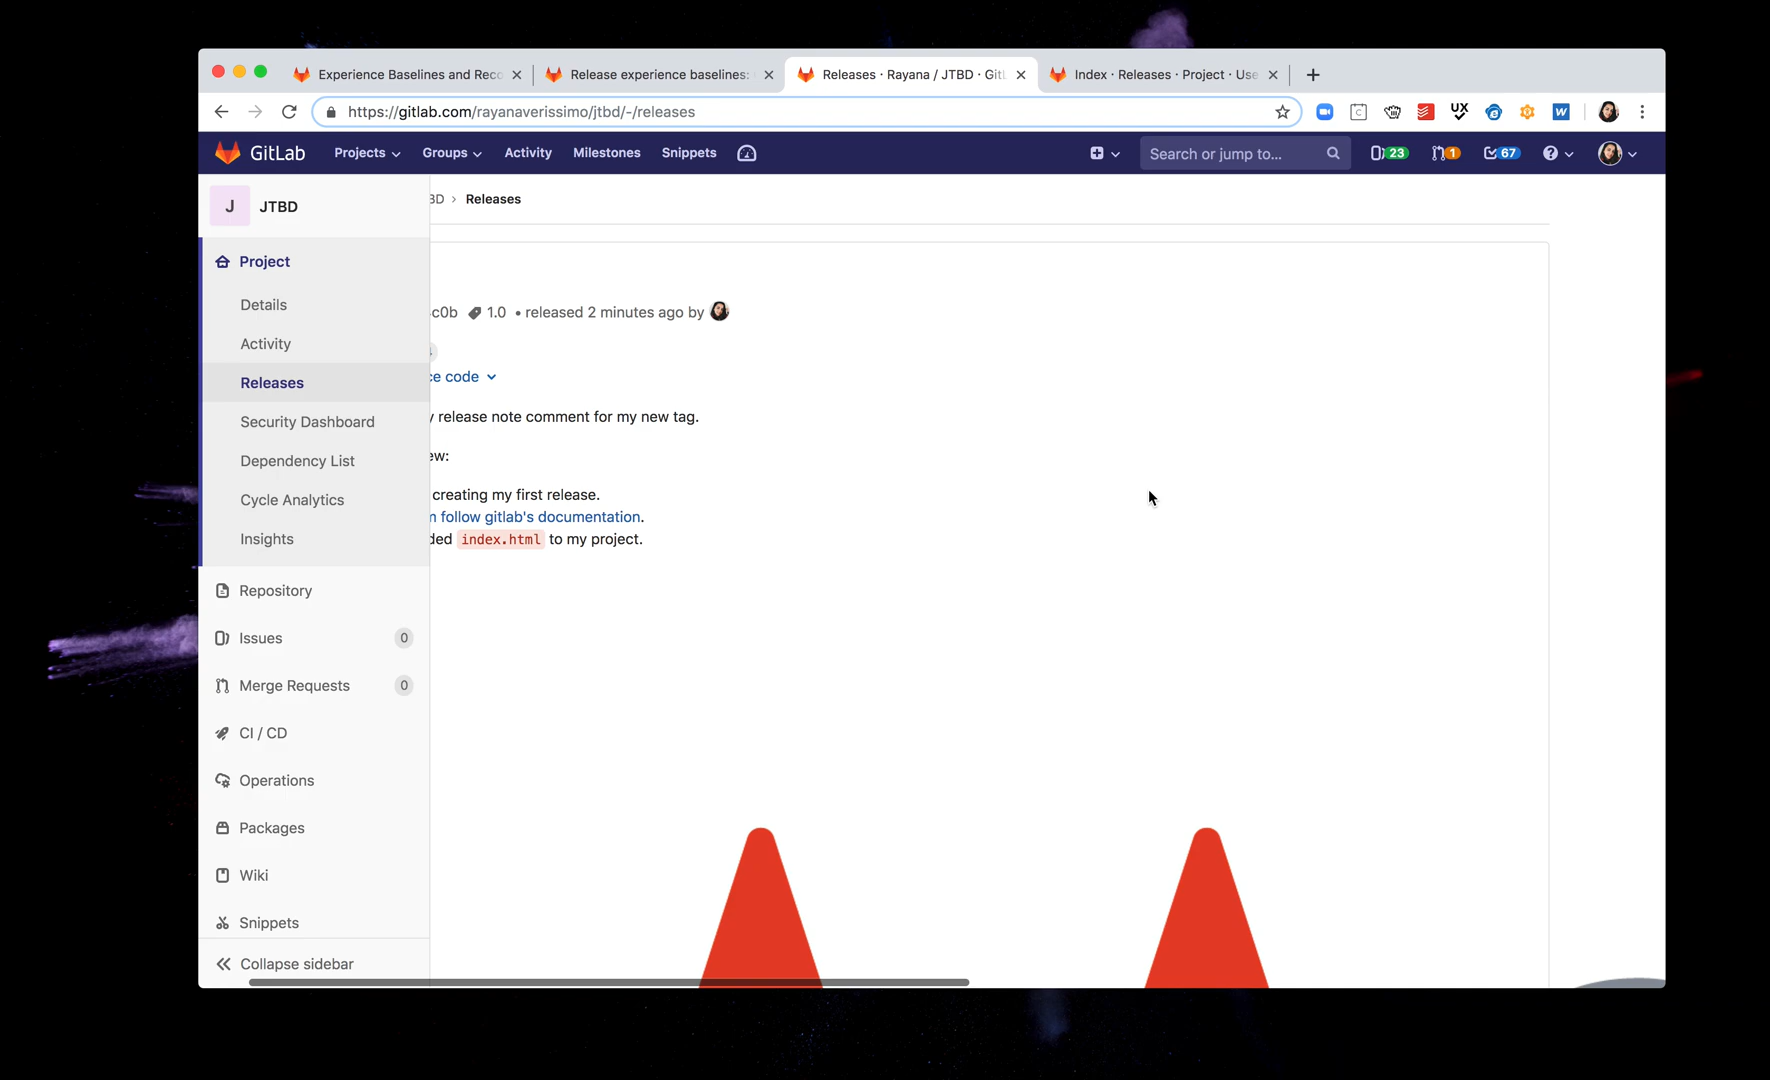 Experience Baselines and Reco
Release experience baselines:
Releases · Rayana / JTBD · Git
Index · Releases · Project · Use
https://gitlab.com/rayanaverissimo/jtbd/-/releases
UX
W
GitLab
Projects
Groups
Activity
Milestones
Snippets
Search or jump to...
23
1
67
J
JTBD
BD › Releases
Project
Details
Activity
Releases
Security Dashboard
Dependency List
Cycle Analytics
Insights
Repository
Issues 0
Merge Requests 0
CI / CD
Operations
Packages
Wiki
Snippets
Collapse sidebar
c0b 1.0 • released 2 minutes ago by
ce code
y release note comment for my new tag.
ew:
creating my first release.
follow gitlab's documentation.
ded index.html to my project.